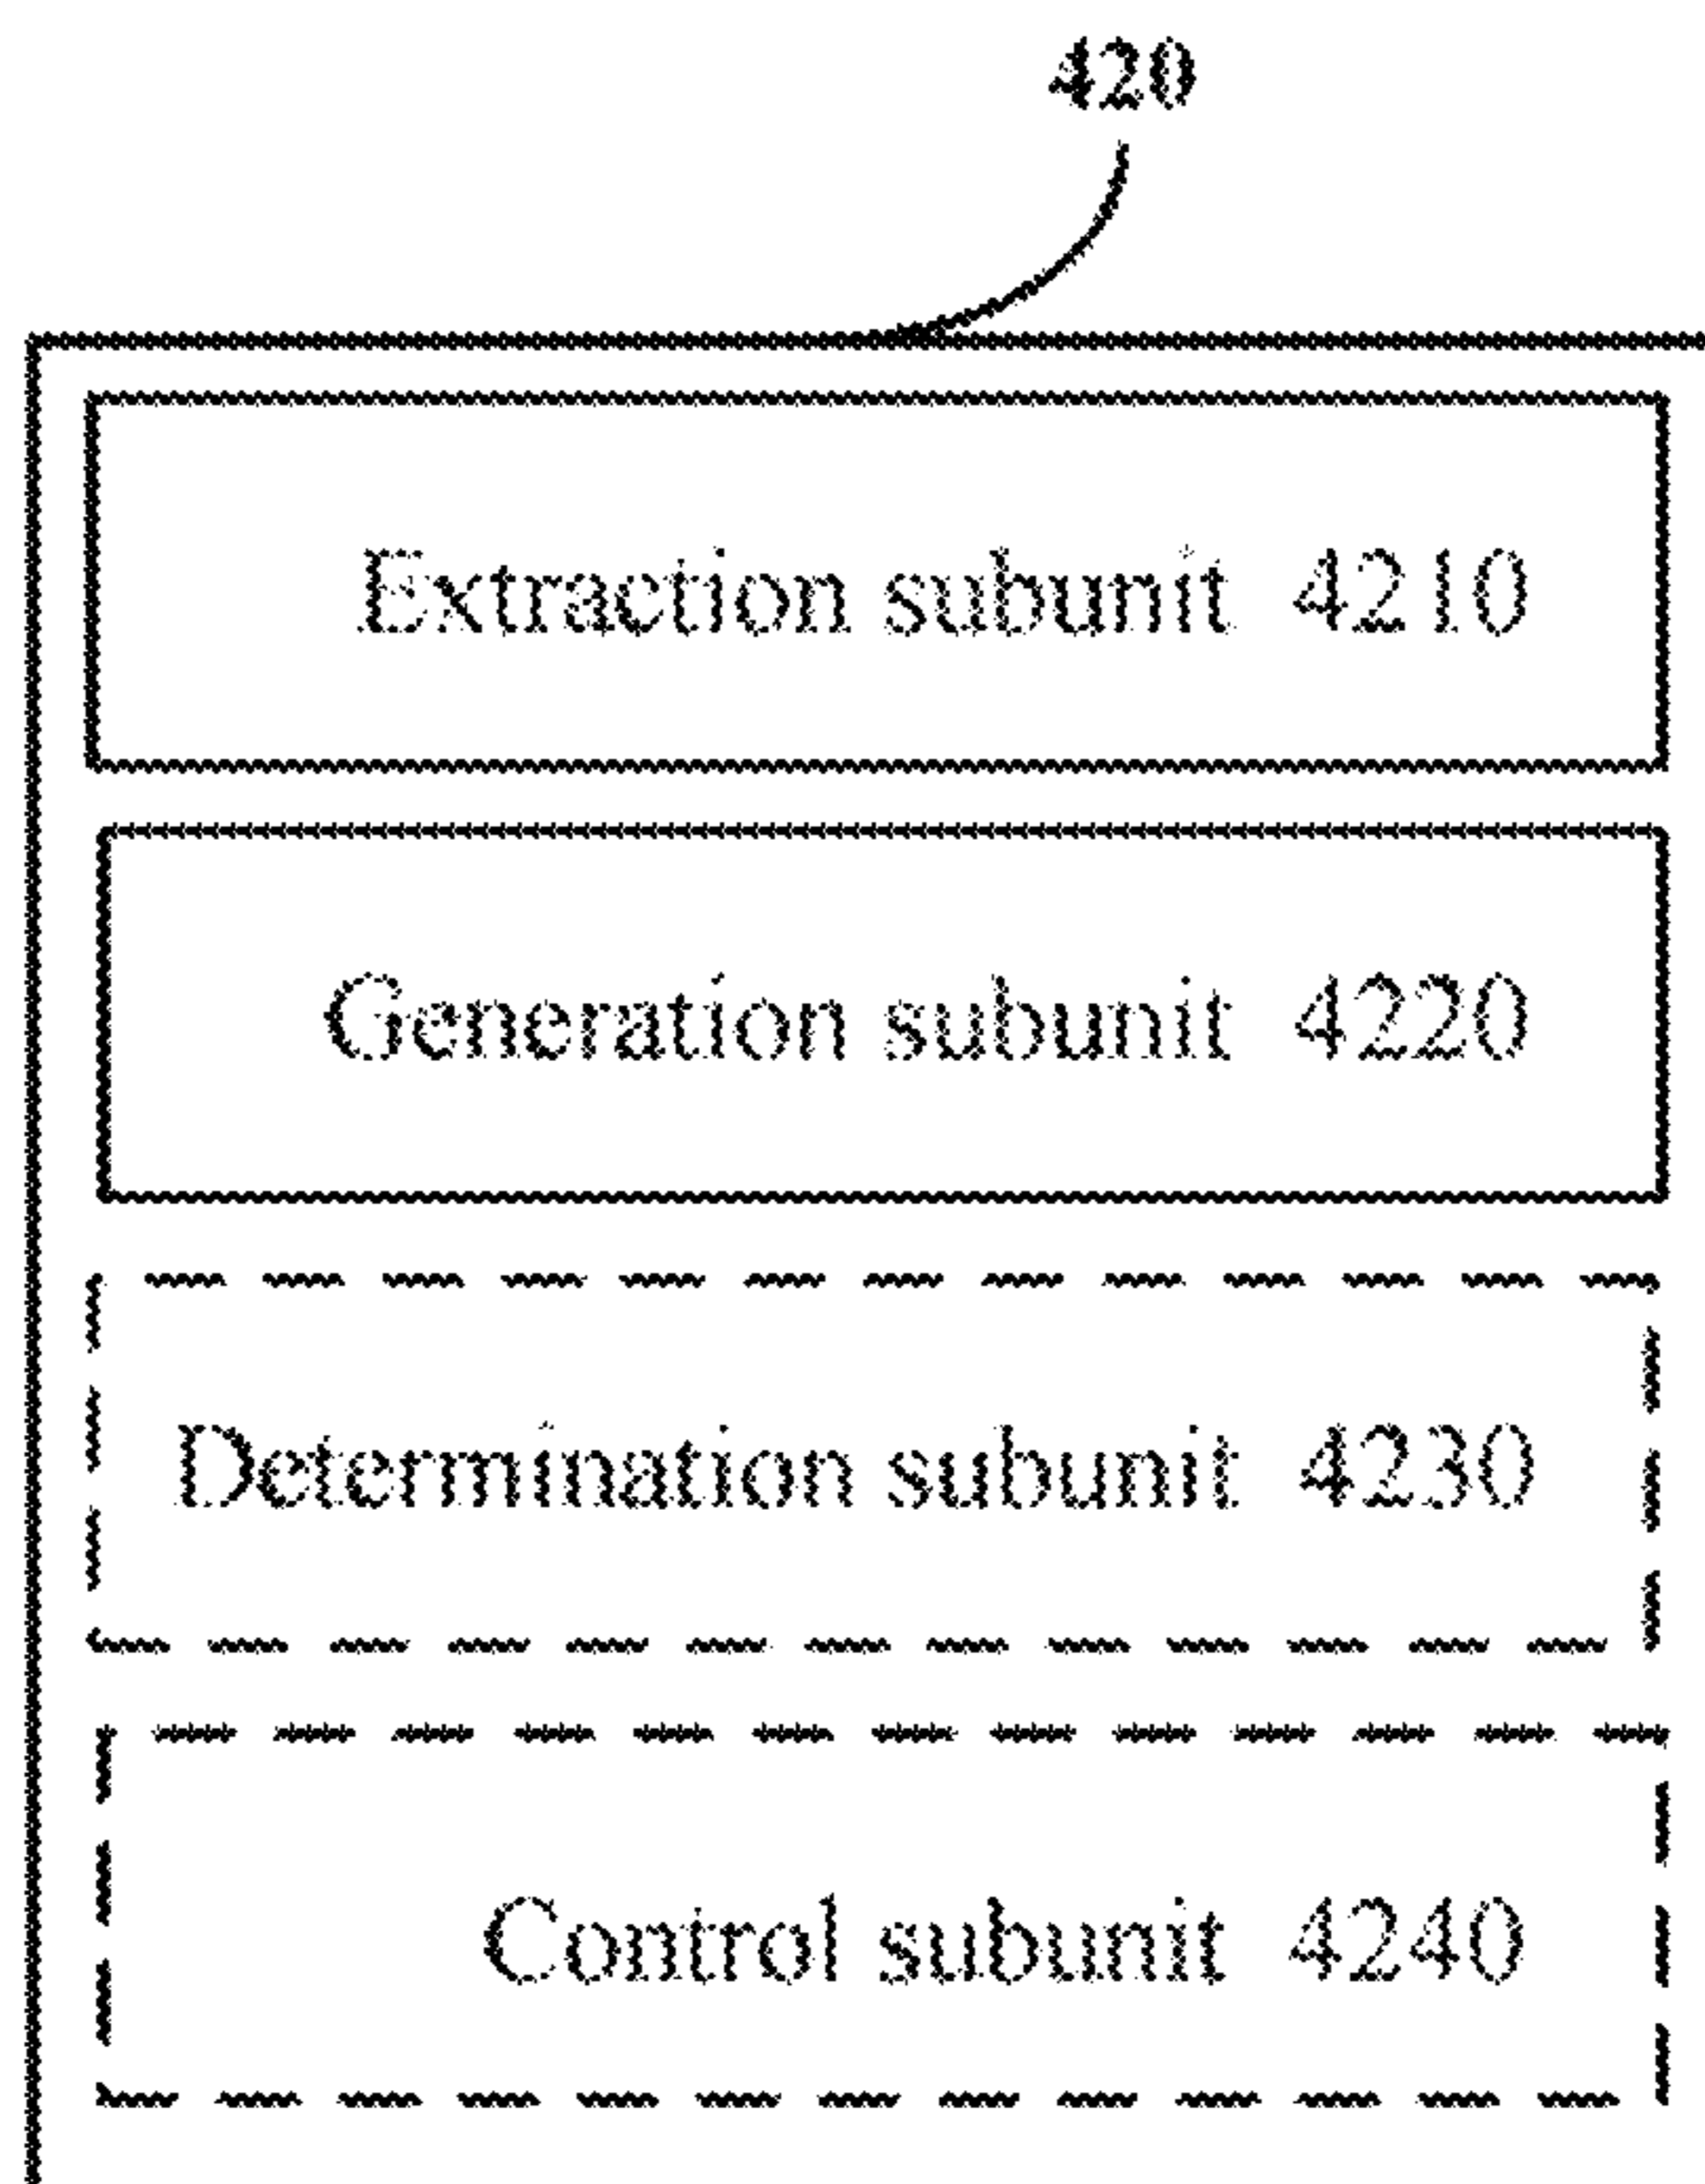 420
Extraction subunit 4210
Generation subunit 4220
Determination subunit 4230
Control subunit 4240